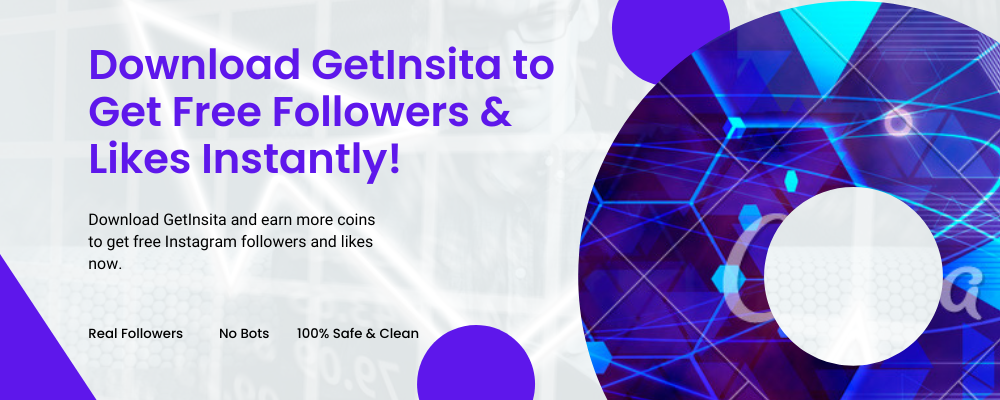 Download GetInsita to
Get Free Followers &
Likes Instantly!
Download GetInsita and earn more coins
to get free Instagram followers and likes
now.
Real Followers No Bots 100% Safe & Clean